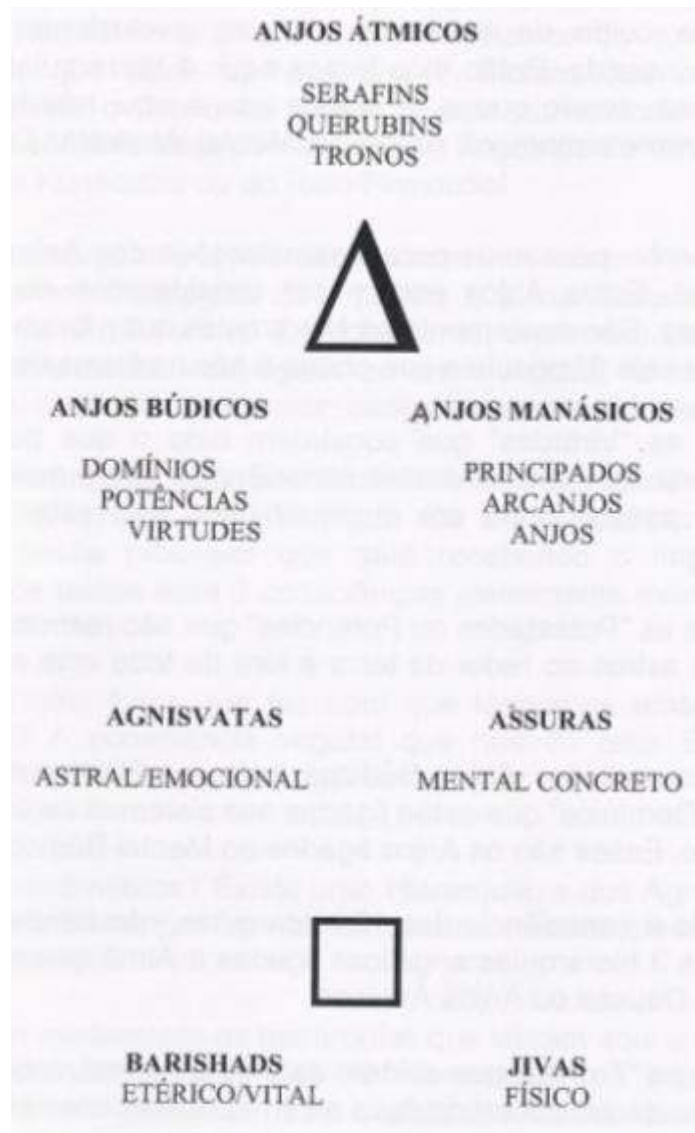 ANJOS ÁTMICOS
SERAFINS
QUERUBINS
TRONOS
ANJOS BÚDICOS
DOMÍNIOS
POTÊNCIAS
VIRTUDES
ANJOS MANÁSICOS
PRINCIPADOS
ARCANJOS
ANJOS
AGNISVATAS
ASTRAL/EMOCIONAL
ASSURAS
MENTAL CONCRETO
BARISHADS
ETÉRICO/VITAL
JIVAS
FÍSICO